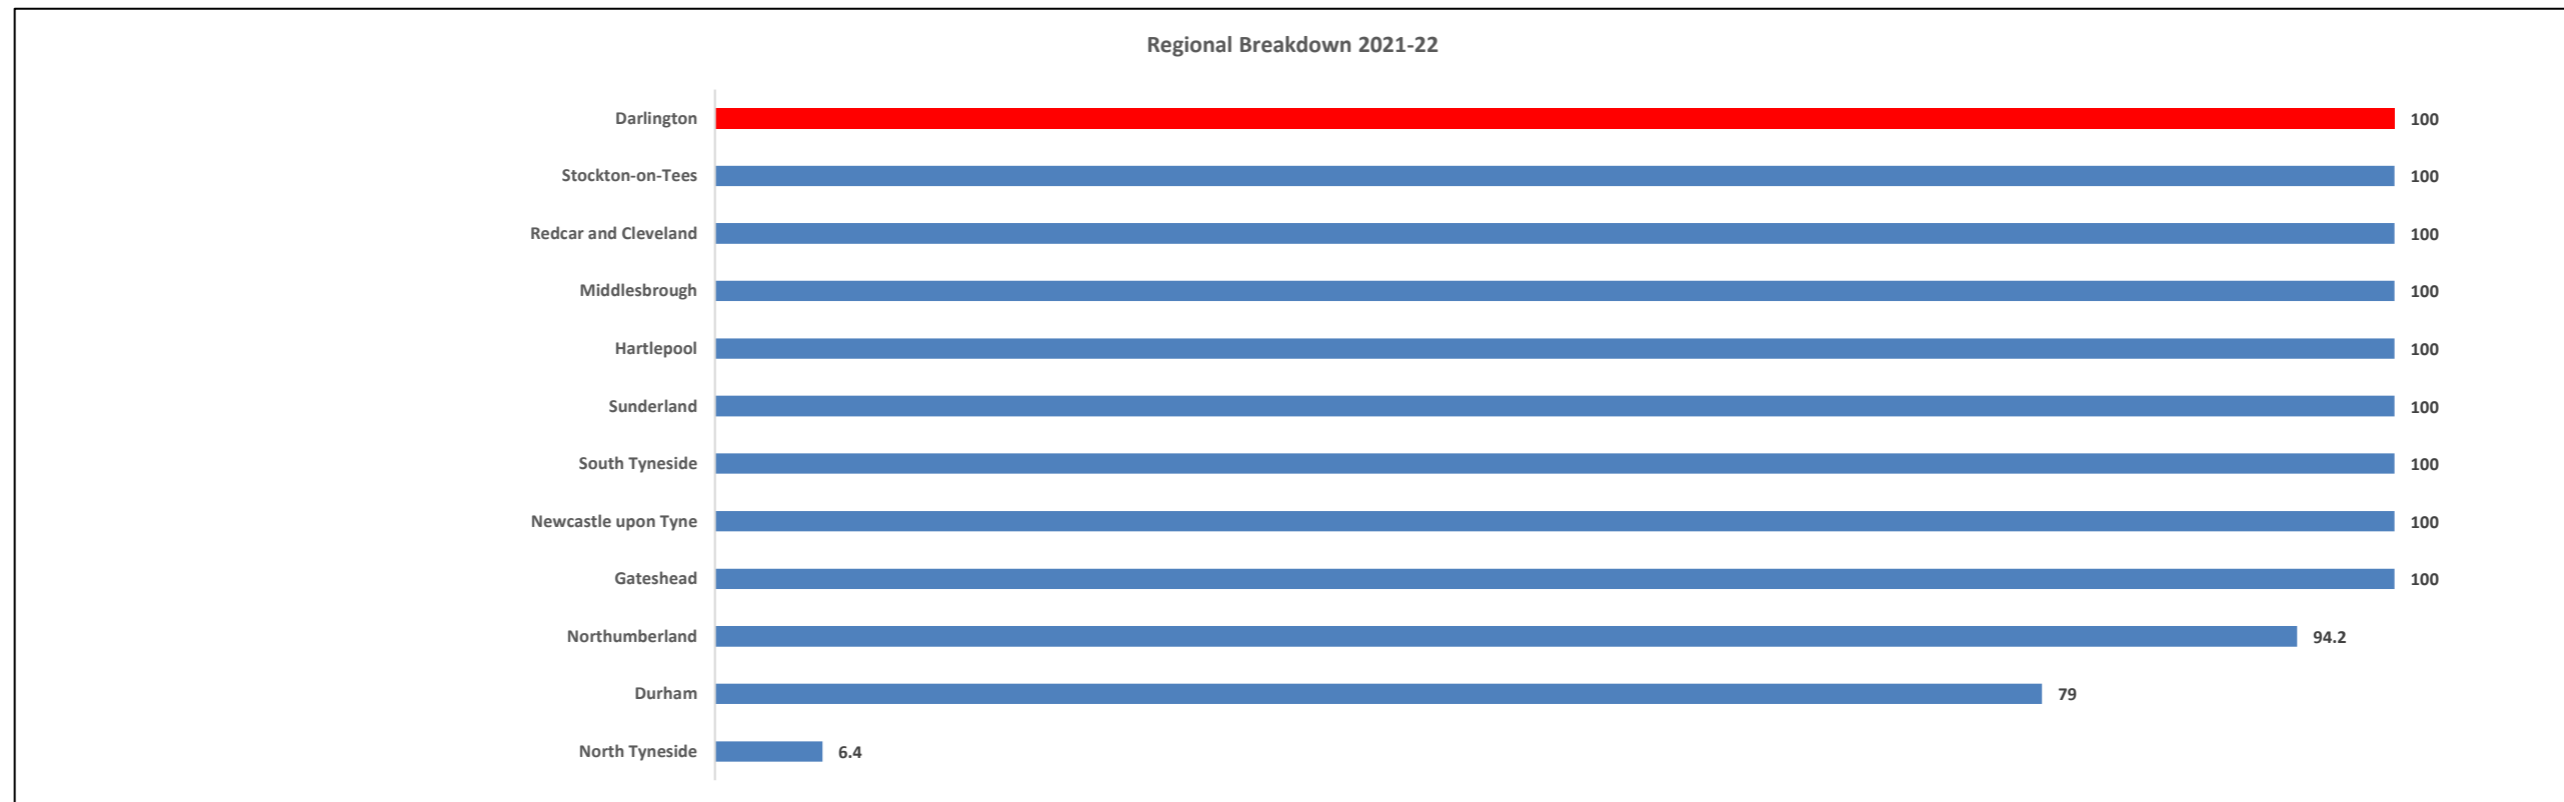 Regional Breakdown 2021-22
Darlington 100
Stockton-on-Tees 100
Redcar and Cleveland 100
Middlesbrough 100
Hartlepool 100
Sunderland 100
South Tyneside 100
Newcastle upon Tyne 100
Gateshead 100
Northumberland 94.2
Durham 79
North Tyneside 6.4